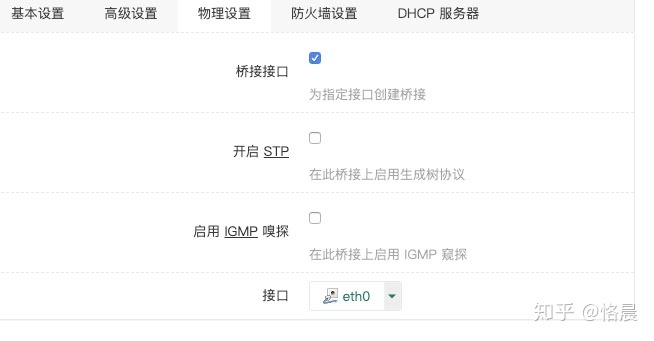 基本设置 高级设置 物理设置 防火墙设置 DHCP 服务器
桥接接口
为指定接口创建桥接
开启 STP
在此桥接上启用生成树协议
启用 IGMP 嗅探
在此桥接上启用 IGMP 窥探
接口 eth0
知乎 @恪晨